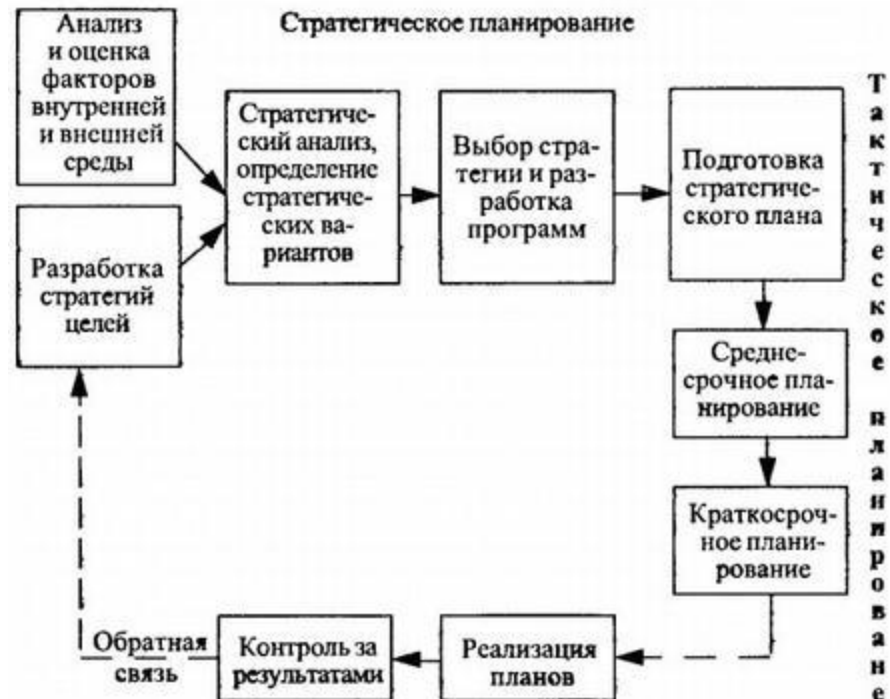 Анализ
и оценка
факторов
внутренней
и внешней
среды
Стратегическое планирование
Стратегиче-
ский анализ,
определение
стратегиче-
ских ва-
риантов
Выбор стра-
тегии и раз-
работка
программ
Подготовка
стратегиче-
ского плана
Разработка
стратегий
целей
Средне-
срочное пла-
нирование
Краткосроч-
ное плани-
рование
Реализация
планов
Контроль за
результатами
Обратная
связь
Тактическое планирование